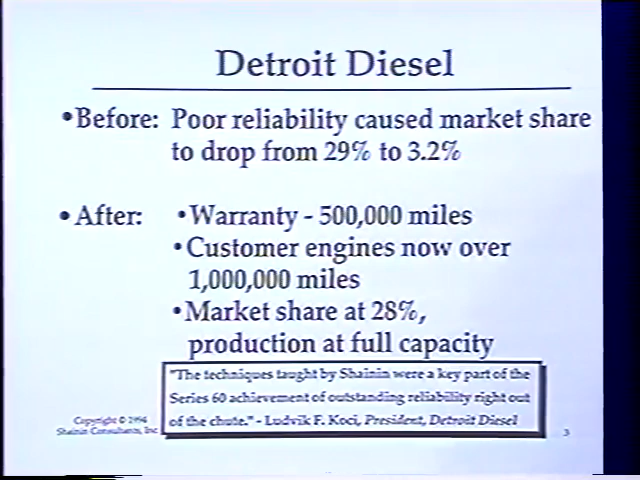 Detroit Diesel
•Before: Poor reliability caused market share
to drop from 29% to 3.2%
•After: •Warranty - 500,000 miles
•Customer engines now over
1,000,000 miles
•Market share at 28%,
production at full capacity
"The techniques taught by Shainin were a key part of the
Series 60 achievement of outstanding reliability right out
of the chute." - Ludvik F. Koci, President, Detroit Diesel
Copyright © 1994
Shainin Consultants, Inc.
3